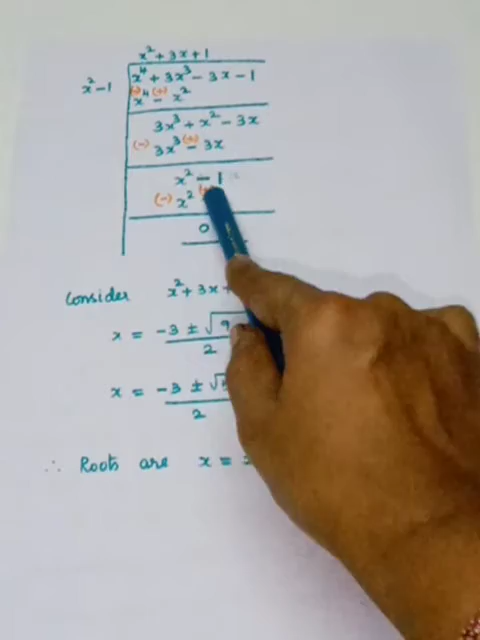 x² + 3x + 1
x² - 1 x⁴ + 3x³ - 3x - 1
(-) (+)
x⁴ - x²
3x³ + x² - 3x
(-) 3x³ (+) - 3x
x² - 1
(-) x²
0
Consider x² + 3x +
x = -3 ± √9
2
x = -3 ± √
2
∴ Roots are x =